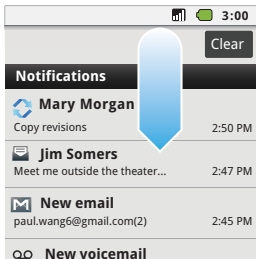 3:00
Clear
Notifications
Mary Morgan
Copy revisions 2:50 PM
Jim Somers
Meet me outside the theater... 2:47 PM
New email
paul.wang6@gmail.com(2) 2:45 PM
New voicemail